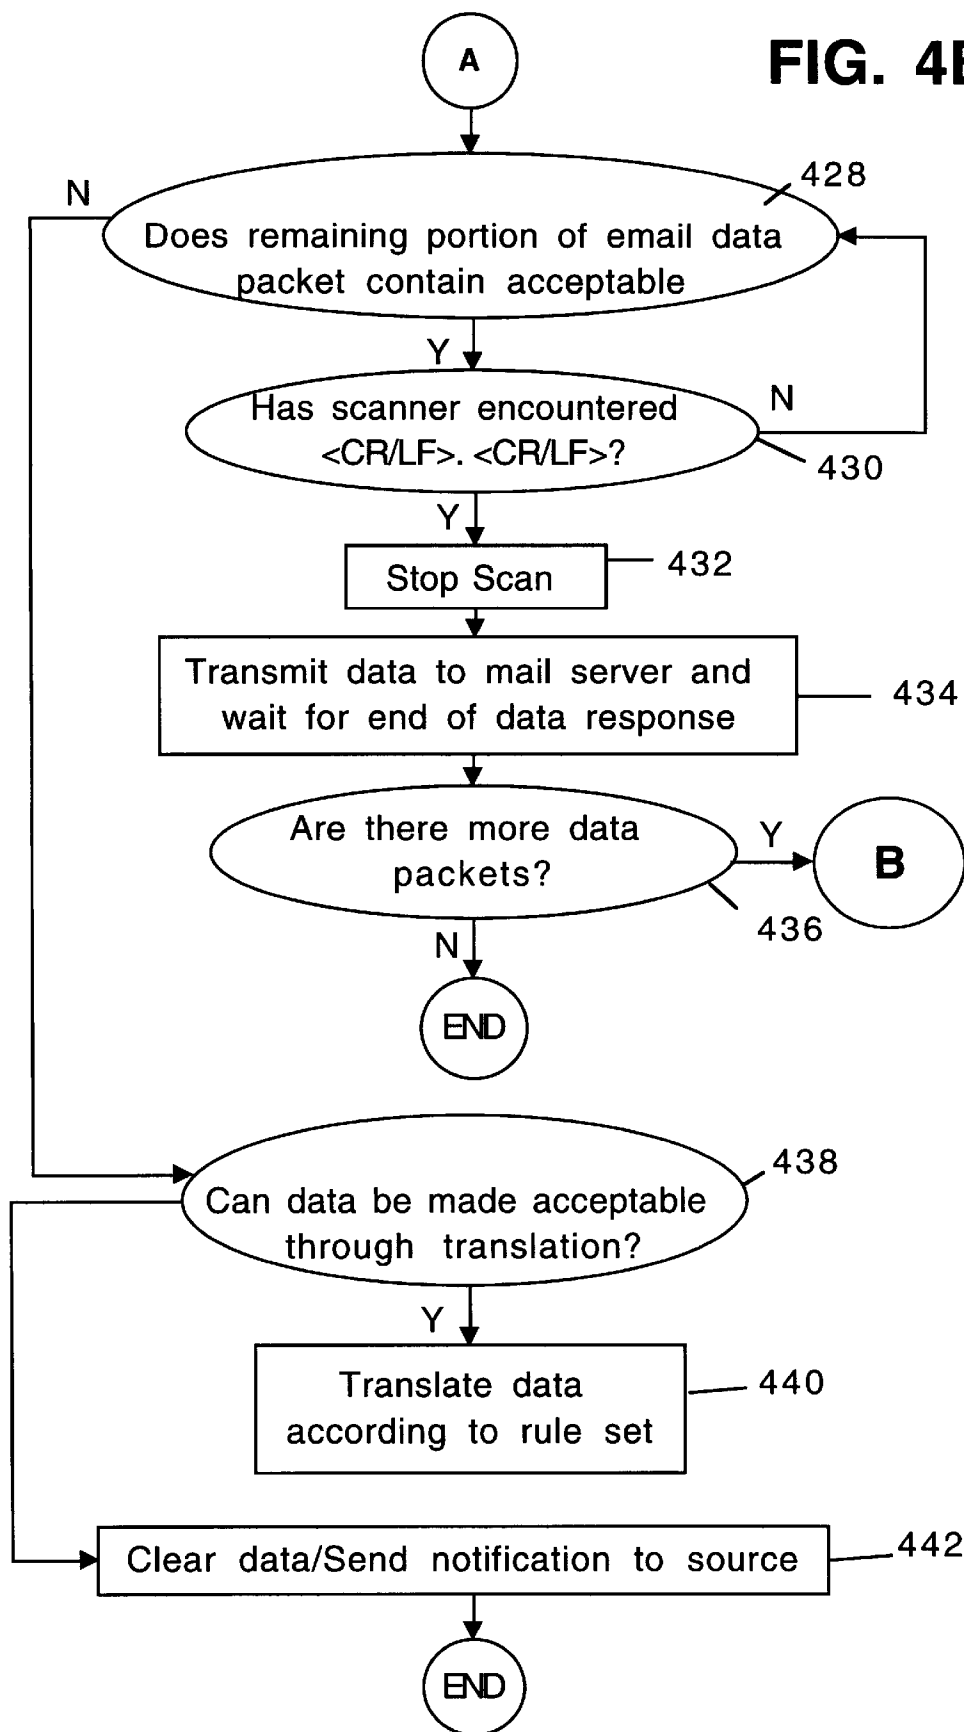 A
FIG. 4B
N
428
Does remaining portion of email data
packet contain acceptable
Y
Has scanner encountered
<CR/LF>. <CR/LF>?
N
430
Y
Stop Scan
432
Transmit data to mail server and
wait for end of data response
434
Are there more data
packets?
Y
B
436
N
END
438
Can data be made acceptable
through translation?
Y
Translate data
according to rule set
440
Clear data/Send notification to source
442
END